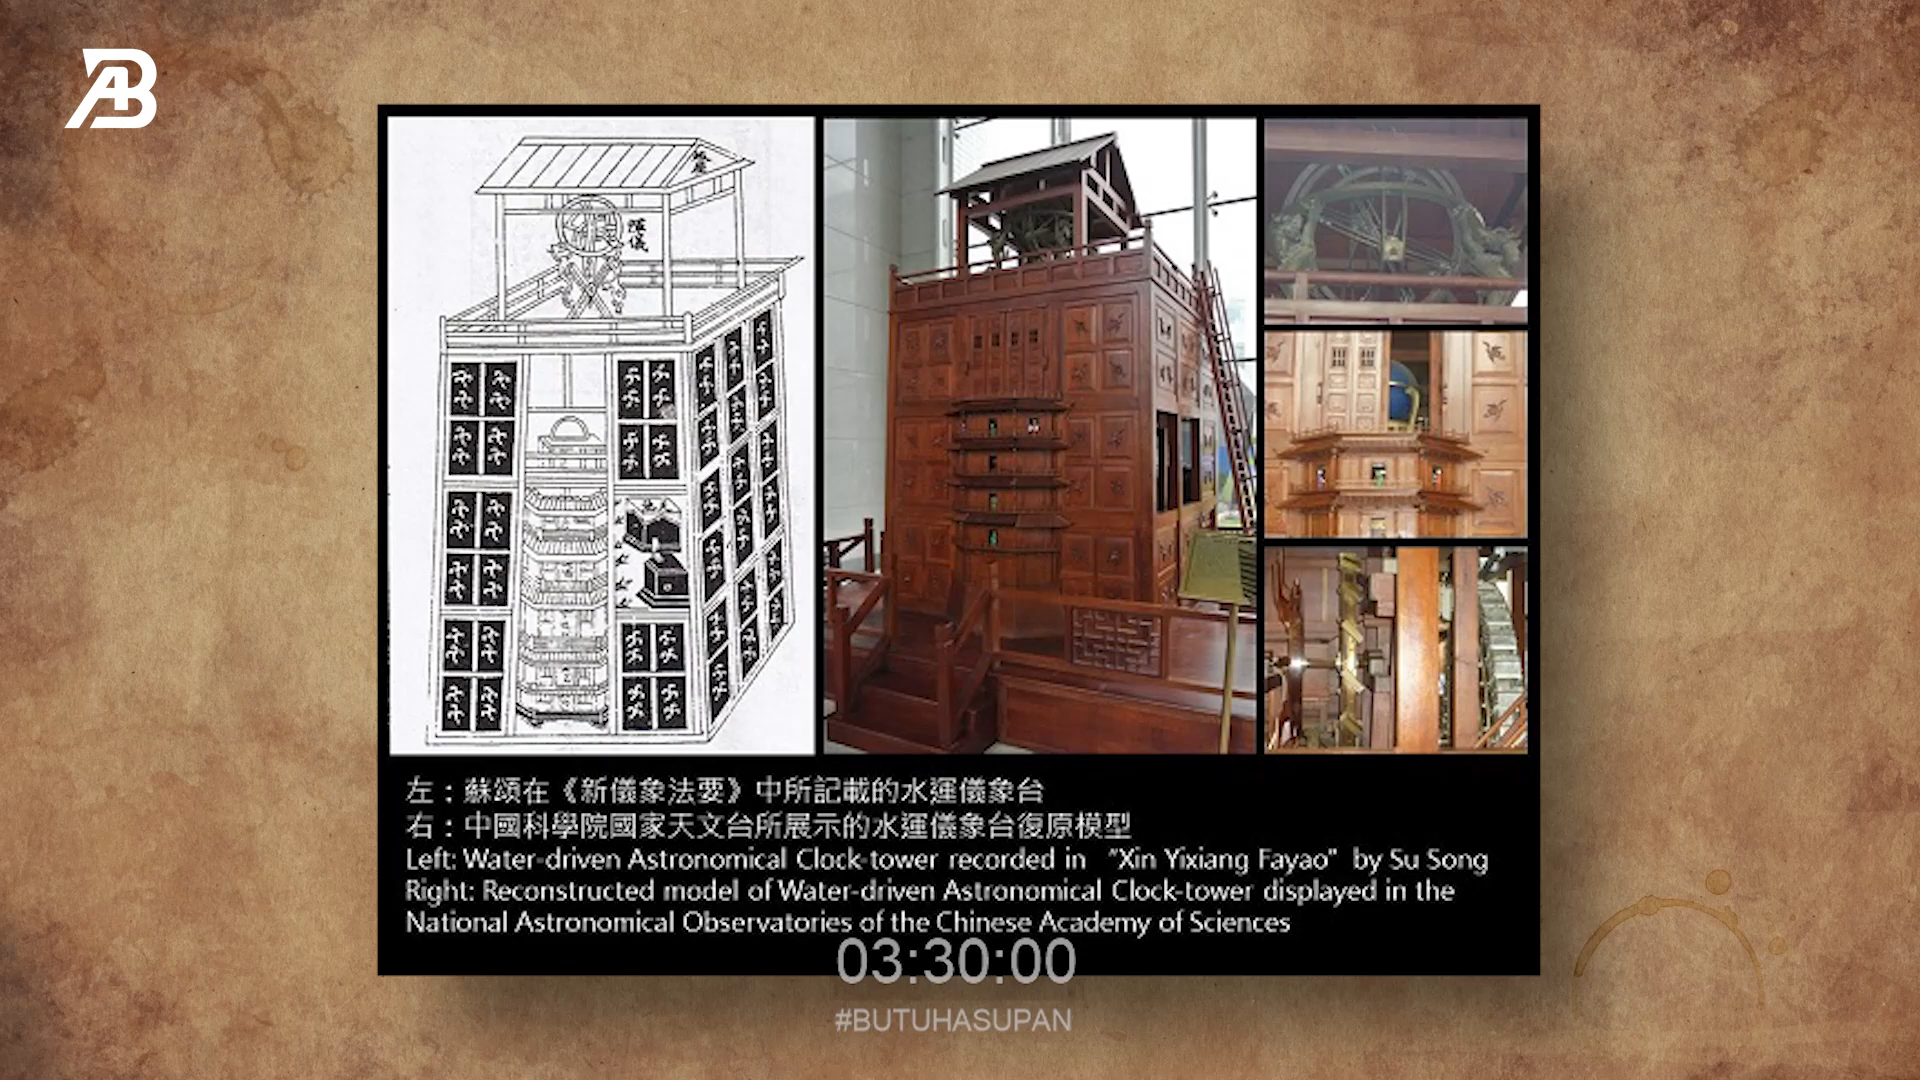 AB
渾儀
左：蘇頌在《新儀象法要》中所記載的水運儀象台
右：中國科學院國家天文台所展示的水運儀象台復原模型
Left: Water-driven Astronomical Clock-tower recorded in “Xin Yixiang Fayao” by Su Song
Right: Reconstructed model of Water-driven Astronomical Clock-tower displayed in the
National Astronomical Observatories of the Chinese Academy of Sciences
03:30:00
#BUTUHASUPAN